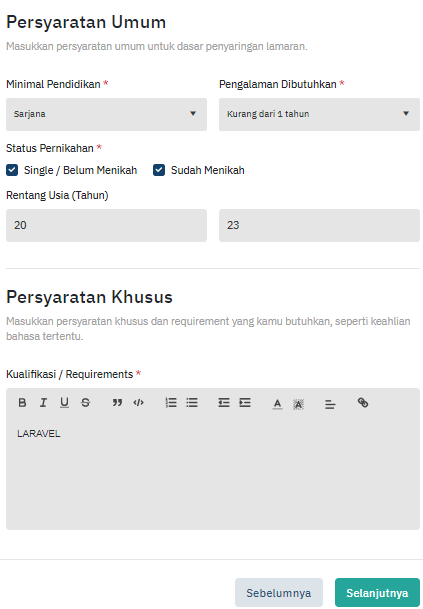 Persyaratan Umum
Masukkan persyaratan umum untuk dasar penyaringan lamaran.
Minimal Pendidikan *
Pengalaman Dibutuhkan *
Sarjana
Kurang dari 1 tahun
Status Pernikahan *
Single / Belum Menikah
Sudah Menikah
Rentang Usia (Tahun)
20
23
Persyaratan Khusus
Masukkan persyaratan khusus dan requirement yang kamu butuhkan, seperti keahlian
bahasa tertentu.
Kualifikasi / Requirements *
B I U S A A
LARAVEL
Sebelumnya
Selanjutnya